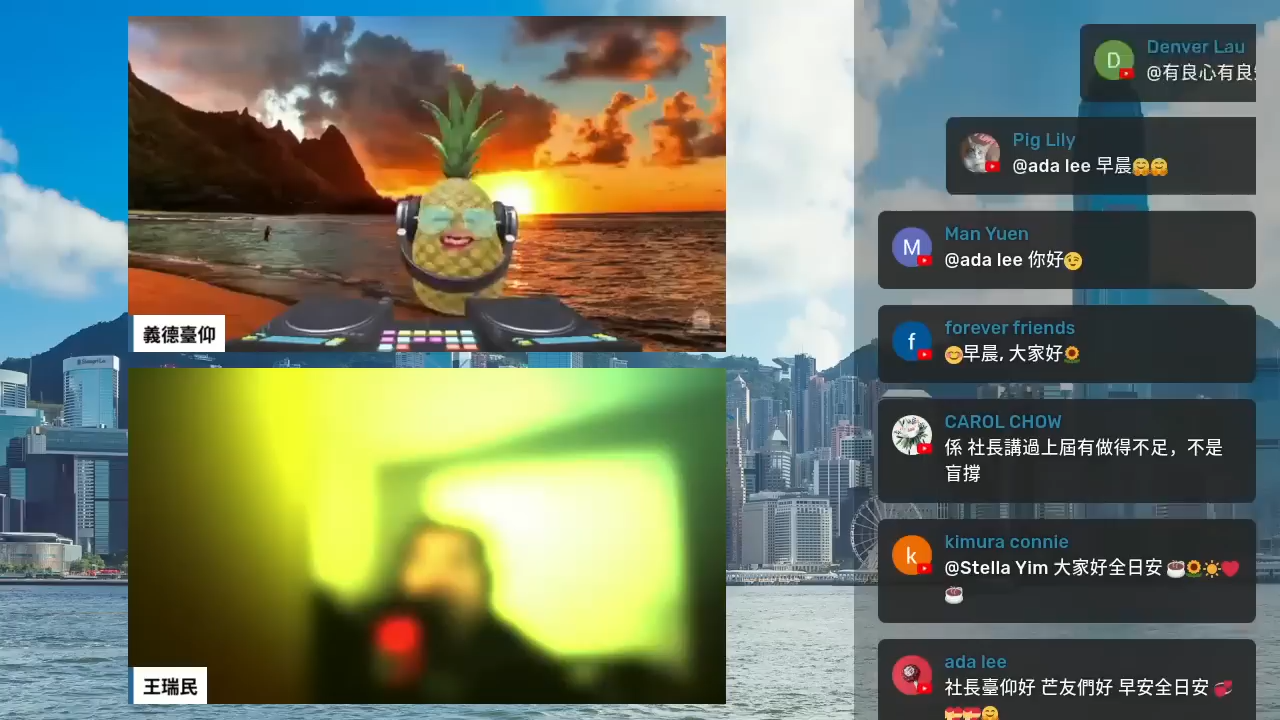 義德臺仰
王瑞民
D
Denver Lau
@有良心有良
Pig Lily
@ada lee 早晨🤗🤗
M
Man Yuen
@ada lee 你好😉
f
forever friends
😊早晨, 大家好🌻
CAROL CHOW
係 社長講過上屆有做得不足，不是
盲撐
k
kimura connie
@Stella Yim 大家好全日安 ☕🌻☀️❤️
☕
ada lee
社長臺仰好 芒友們好 早安全日安 💞
💝💝🤗